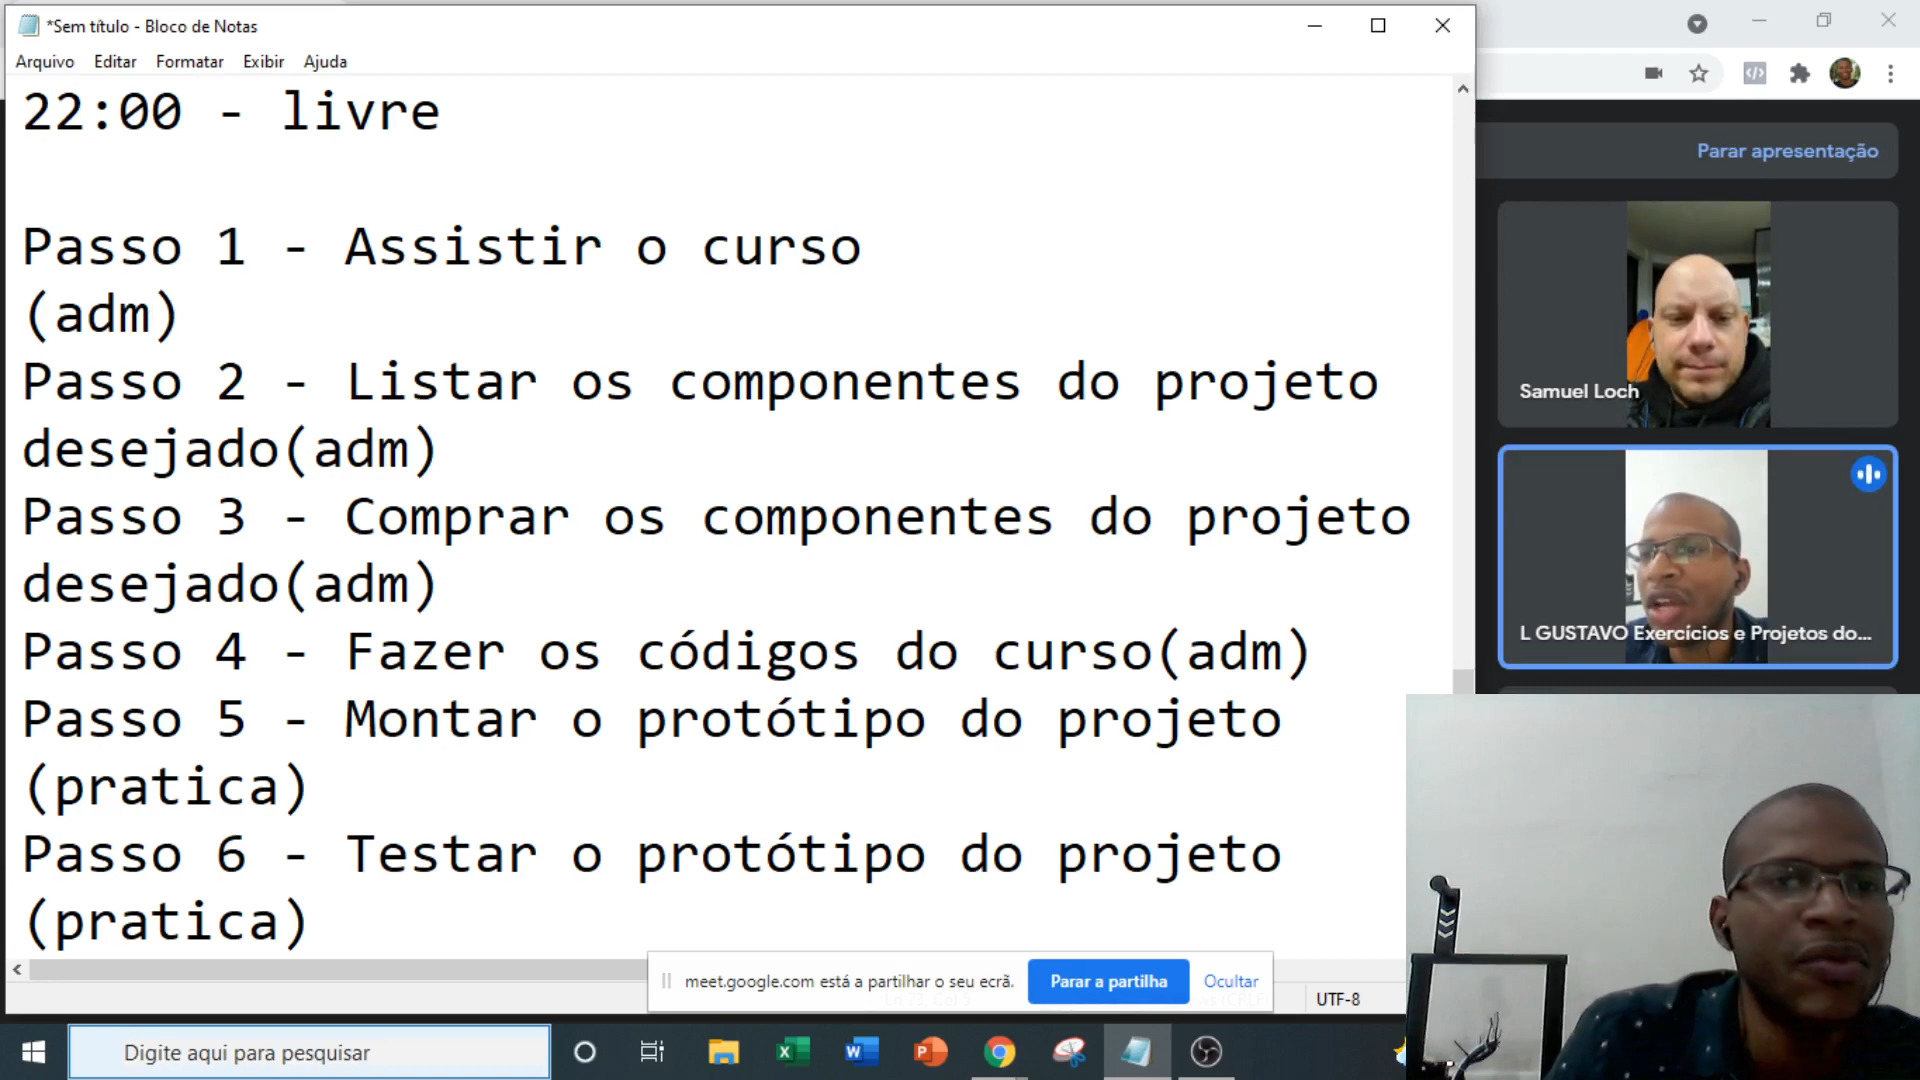 *Sem título - Bloco de Notas
Arquivo Editar Formatar Exibir Ajuda
22:00 - livre
Passo 1 - Assistir o curso
(adm)
Passo 2 - Listar os componentes do projeto
desejado(adm)
Passo 3 - Comprar os componentes do projeto
desejado(adm)
Passo 4 - Fazer os códigos do curso(adm)
Passo 5 - Montar o protótipo do projeto
(pratica)
Passo 6 - Testar o protótipo do projeto
(pratica)
Parar apresentação
Samuel Loch
L GUSTAVO Exercícios e Projetos do...
meet.google.com está a partilhar o seu ecrã. Parar a partilha Ocultar
UTF-8
Digite aqui para pesquisar